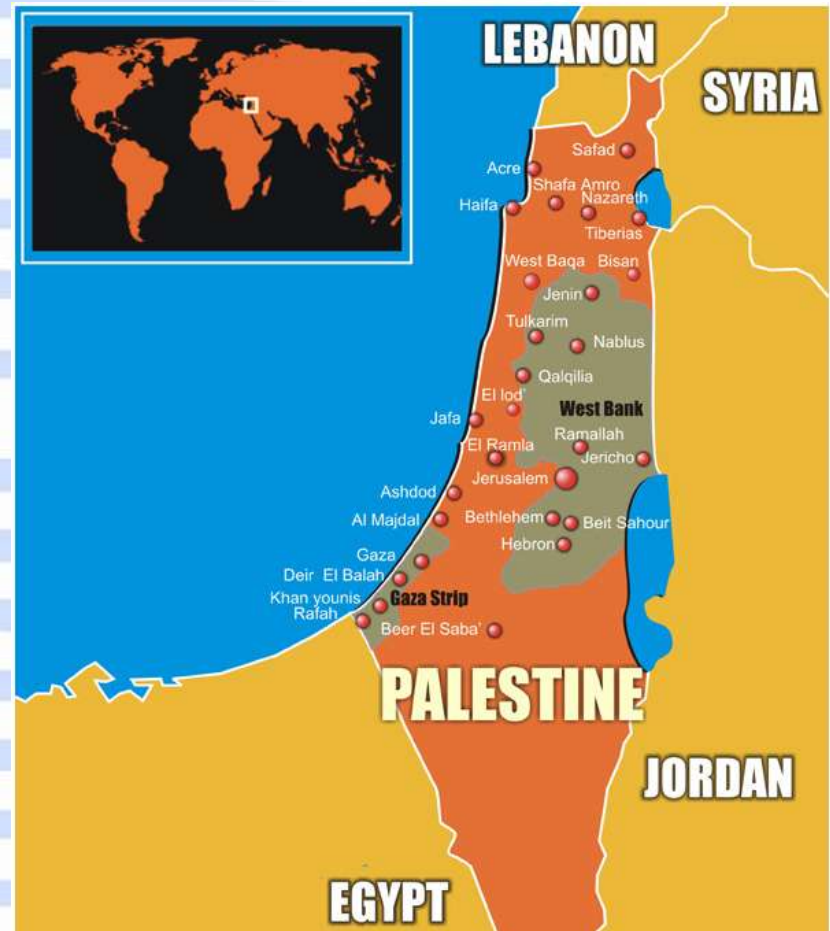 LEBANON
SYRIA
Safad
Acre
Shafa Amro
Nazareth
Haifa
Tiberias
West Baqa
Bisan
Jenin
Tulkarim
Nablus
Qalqilia
El lod'
West Bank
Jafa
Ramallah
El Ramla
Jericho
Jerusalem
Ashdod
Al Majdal
Bethlehem
Beit Sahour
Hebron
Gaza
Deir El Balah
Khan younis
Gaza Strip
Rafah
Beer El Saba'
PALESTINE
JORDAN
EGYPT